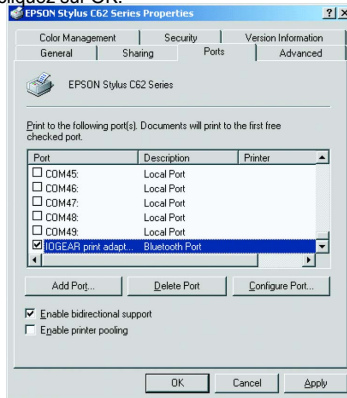 cliquez sur OK.
EPSON Stylus C62 Series Properties
Color Management Security Version Information
General Sharing Ports Advanced
EPSON Stylus C62 Series
Print to the following port(s). Documents will print to the first free
checked port.
Port Description Printer
COM45: Local Port
COM46: Local Port
COM47: Local Port
COM48: Local Port
COM49: Local Port
IOGEAR print adapt... Bluetooth Port
Add Port... Delete Port Configure Port...
Enable bidirectional support
Enable printer pooling
OK Cancel Apply